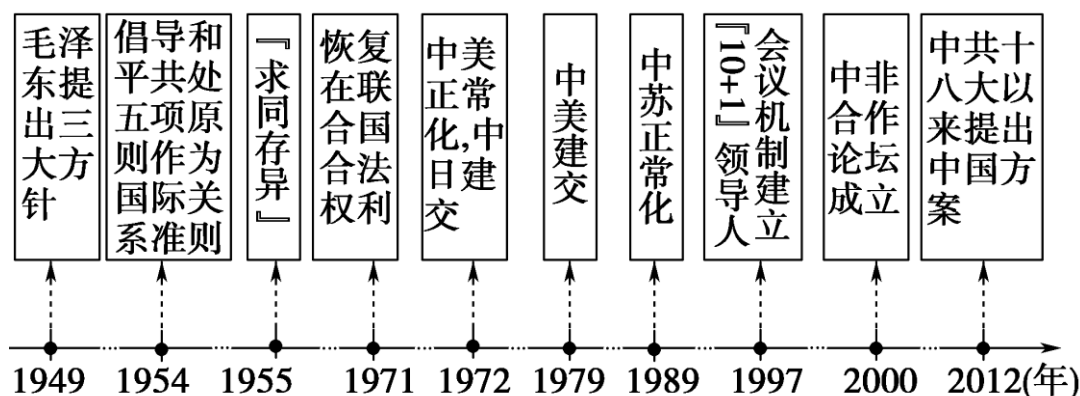 毛泽
东提
出三
大方
针
倡导和
平共处
五项原
则作为
国际关
系准则
『求同存异』
恢复
在联
合国
合法
权利
中美
正常
化,中
日建
交
中美建交
中苏正常化
『10+1』领导人
会议机制建立
中非
合作
论坛
成立
中共十
八大以
来提出
中国方
案
1949 ... 1954 ... 1955 ... 1971 ... 1972 ... 1979 ... 1989 ... 1997 ... 2000 ... 2012(年)